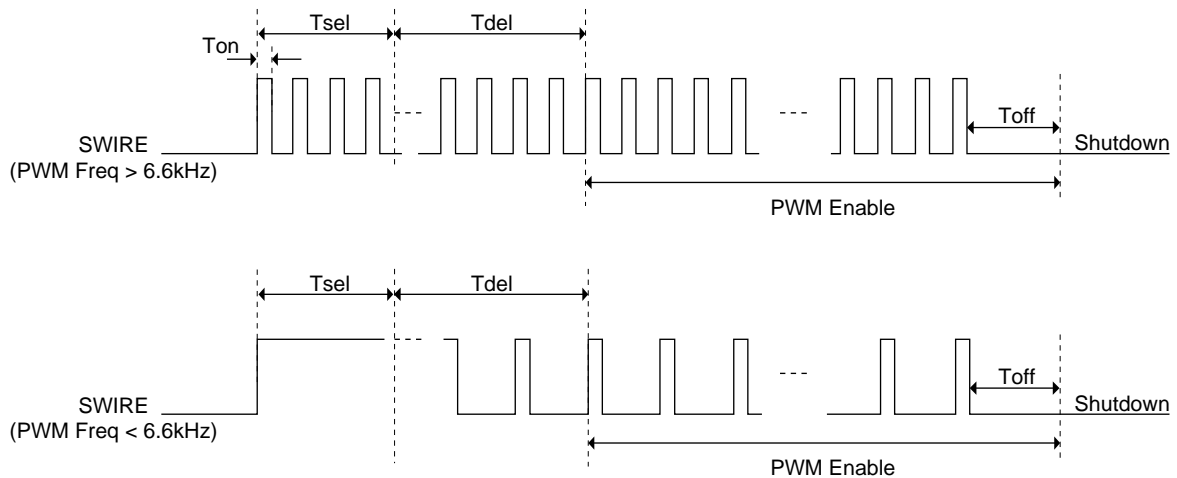 Tsel
Tdel
Ton
Toff
SWIRE
(PWM Freq > 6.6kHz)
Shutdown
PWM Enable
Tsel
Tdel
Toff
SWIRE
(PWM Freq < 6.6kHz)
Shutdown
PWM Enable